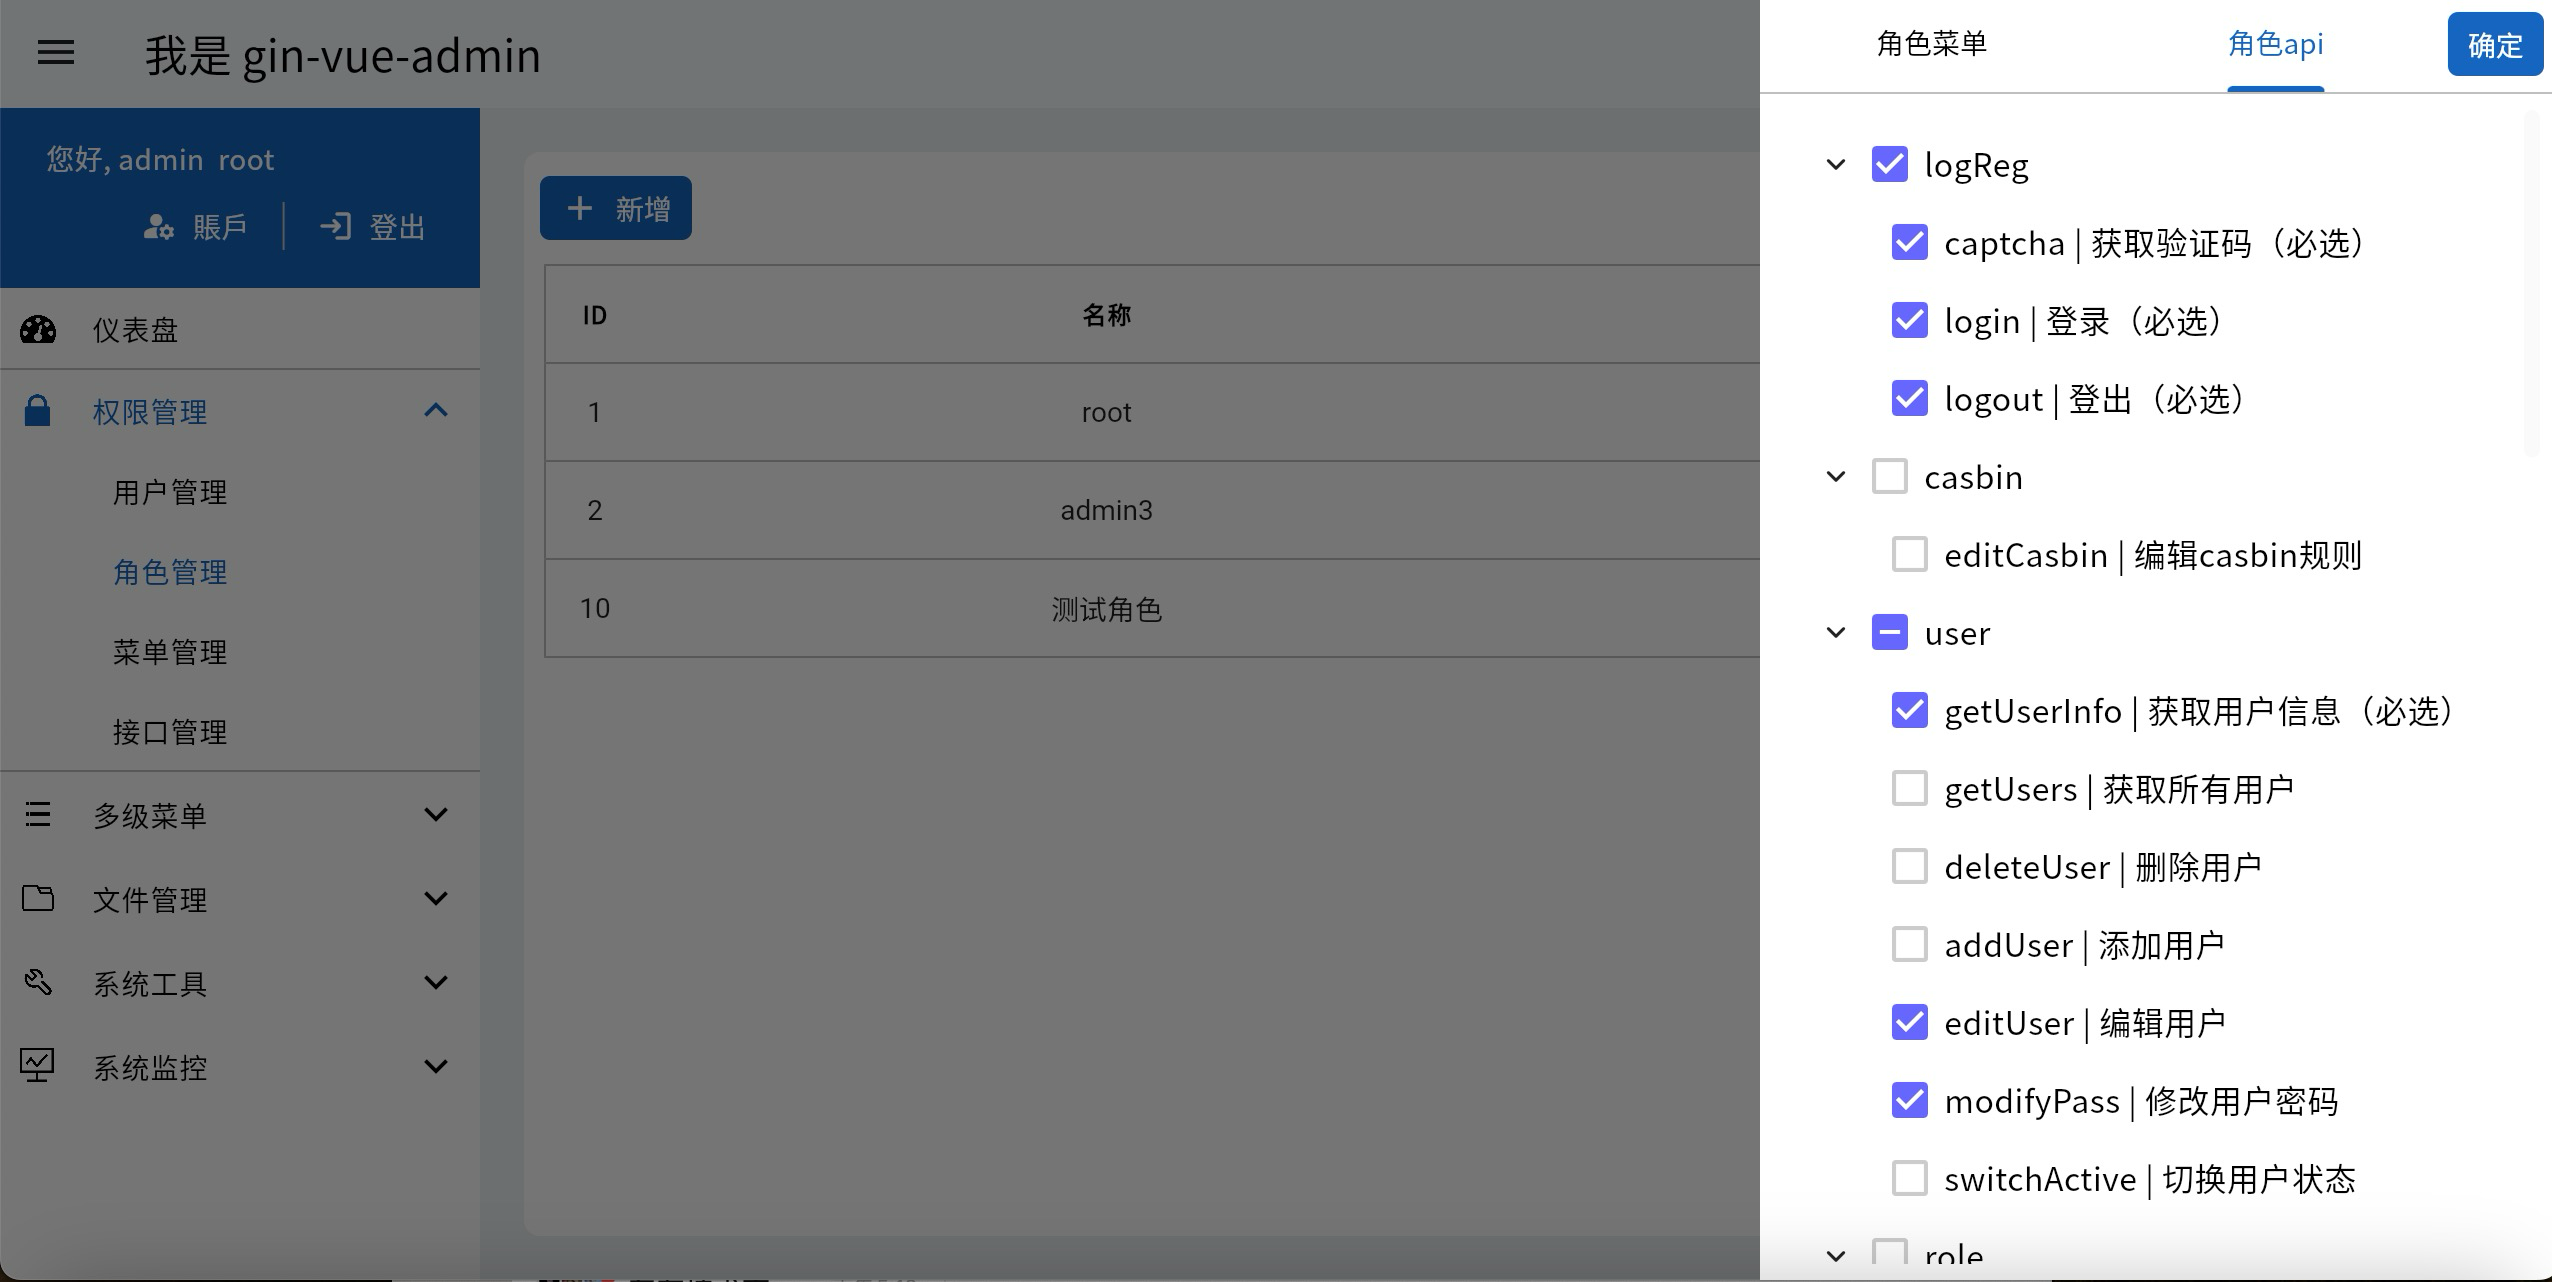 我是 gin-vue-admin
您好, admin root
賬戶
登出
仪表盘
权限管理
用户管理
角色管理
菜单管理
接口管理
多级菜单
文件管理
系统工具
系统监控
新增
ID 名称
1 root
2 admin3
10 测试角色
角色菜单 角色api 确定
logReg
captcha | 获取验证码（必选）
login | 登录（必选）
logout | 登出（必选）
casbin
editCasbin | 编辑casbin规则
user
getUserInfo | 获取用户信息（必选）
getUsers | 获取所有用户
deleteUser | 删除用户
addUser | 添加用户
editUser | 编辑用户
modifyPass | 修改用户密码
switchActive | 切换用户状态
role